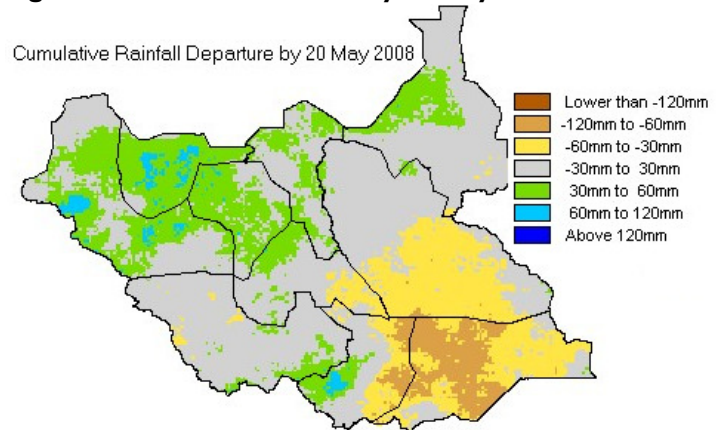 Cumulative Rainfall Departure by 20 May 2008
Lower than -120mm
-120mm to -60mm
-60mm to -30mm
-30mm to 30mm
30mm to 60mm
60mm to 120mm
Above 120mm